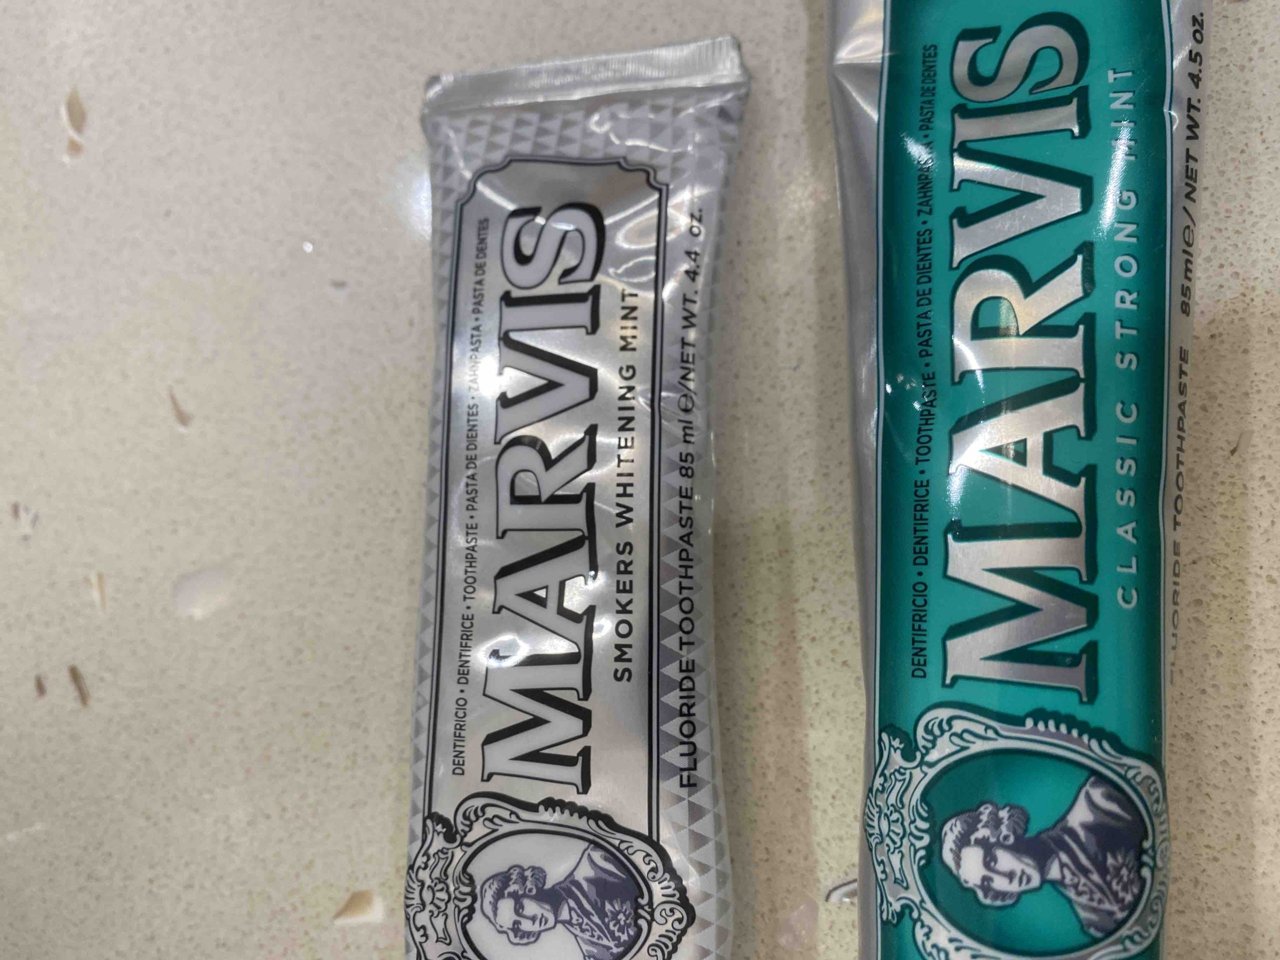 DENTIFRICIO • DENTIFRICE • TOOTHPASTE • PASTA DE DIENTES • ZAHNPASTA • PASTA DE DENTES
MARVIS
SMOKERS WHITENING MINT
FLUORIDE TOOTHPASTE 85 ml e/NET WT. 4.4 OZ.
DENTIFRICIO • DENTIFRICE • TOOTHPASTE • PASTA DE DIENTES • ZAHNPASTA • PASTA DE DENTES
MARVIS
CLASSIC STRONG MINT
FLUORIDE TOOTHPASTE 85 ml e/NET WT. 4.5 OZ.